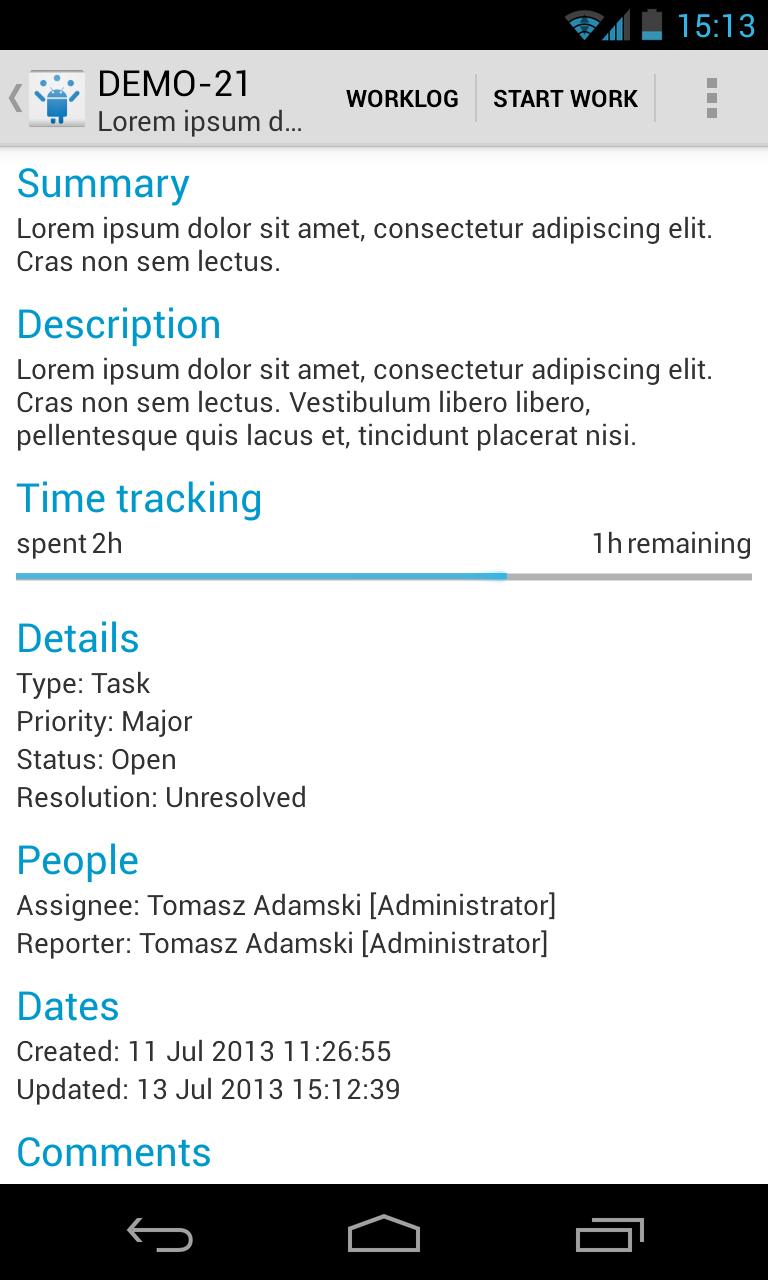 15:13
DEMO-21
Lorem ipsum d...
WORKLOG
START WORK
Summary
Lorem ipsum dolor sit amet, consectetur adipiscing elit.
Cras non sem lectus.
Description
Lorem ipsum dolor sit amet, consectetur adipiscing elit.
Cras non sem lectus. Vestibulum libero libero,
pellentesque quis lacus et, tincidunt placerat nisi.
Time tracking
spent 2h 1h remaining
Details
Type: Task
Priority: Major
Status: Open
Resolution: Unresolved
People
Assignee: Tomasz Adamski [Administrator]
Reporter: Tomasz Adamski [Administrator]
Dates
Created: 11 Jul 2013 11:26:55
Updated: 13 Jul 2013 15:12:39
Comments